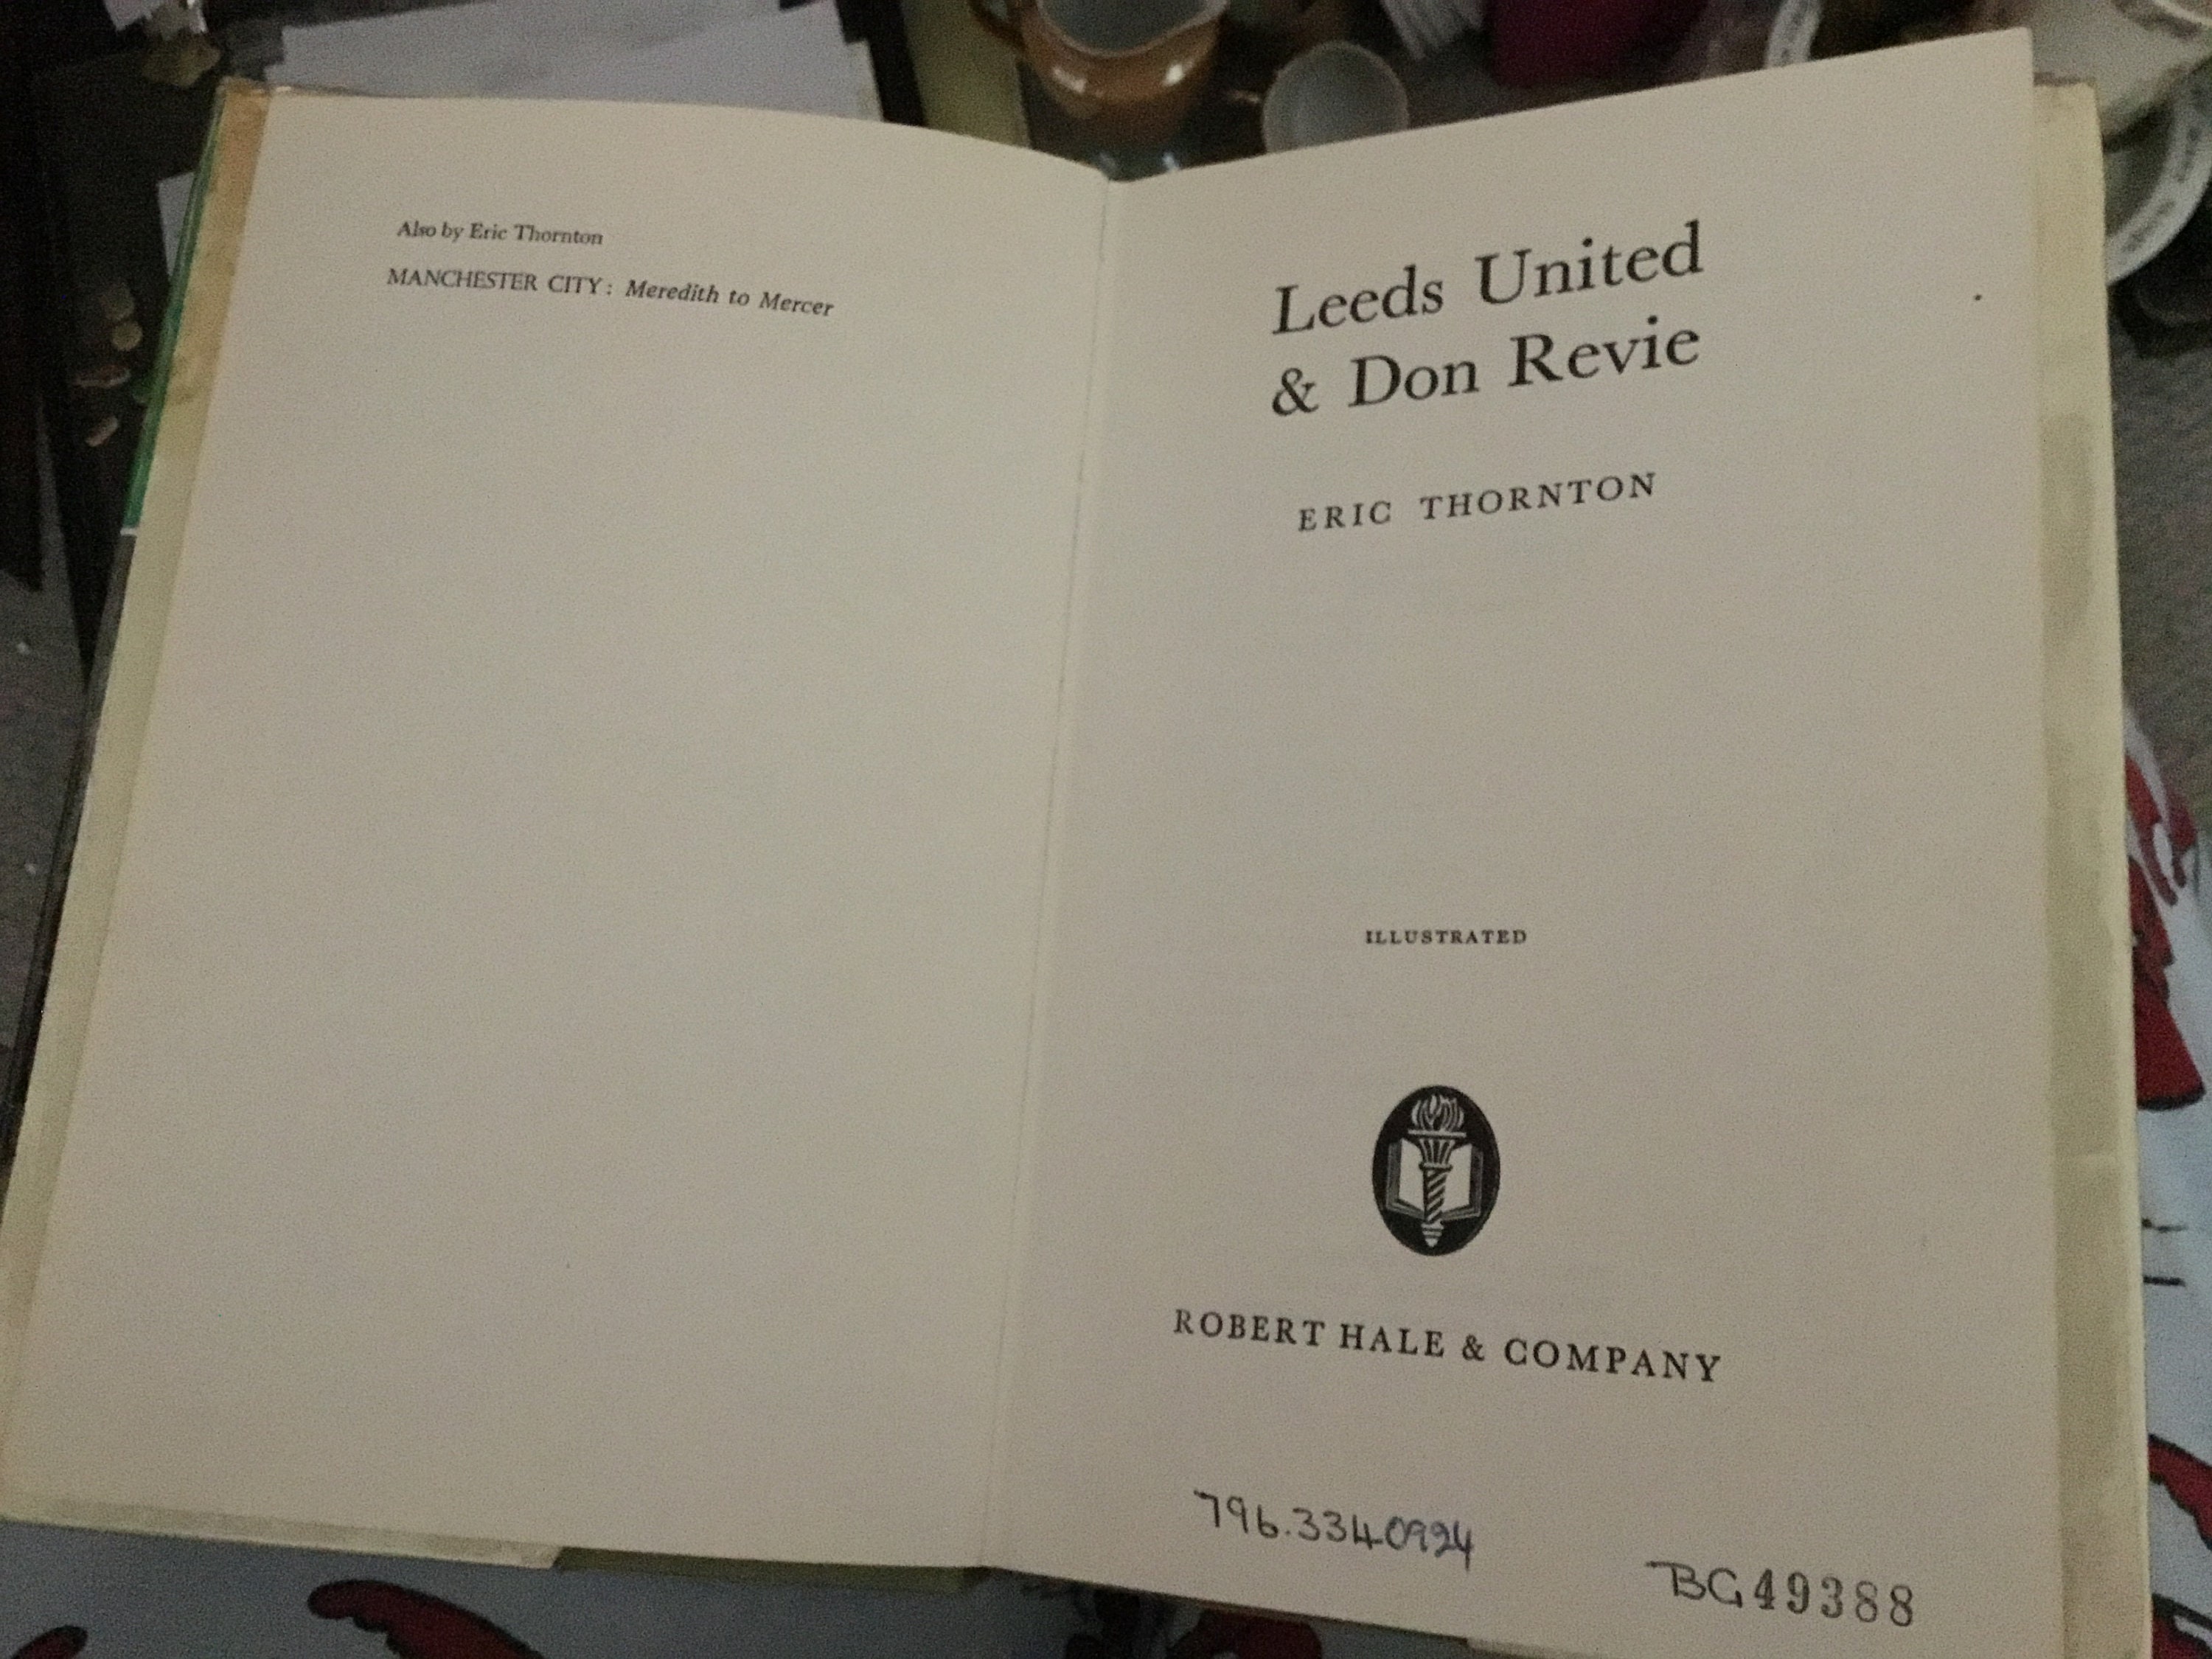 Also by Eric Thornton
MANCHESTER CITY: Meredith to Mercer
Leeds United
& Don Revie
ERIC THORNTON
ILLUSTRATED
ROBERT HALE & COMPANY
796.3340924
BG49388